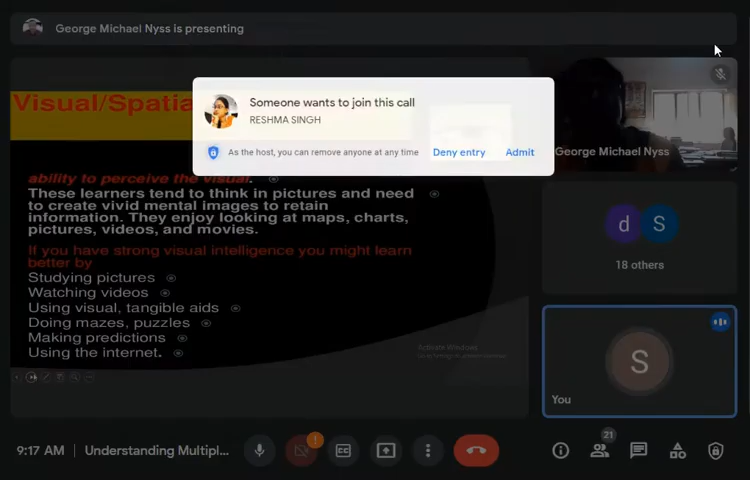 George Michael Nyss is presenting
Visual/Spatia
Someone wants to join this call
RESHMA SINGH
As the host, you can remove anyone at any time
Deny entry
Admit
ability to perceive the visual.
These learners tend to think in pictures and need
to create vivid mental images to retain
information. They enjoy looking at maps, charts,
pictures, videos, and movies.
If you have strong visual intelligence you might learn
better by
Studying pictures
Watching videos
Using visual, tangible aids
Doing mazes, puzzles
Making predictions
Using the internet.
Activate Windows
George Michael Nyss
d
S
18 others
S
You
9:17 AM
Understanding Multipl...
!
CC
21